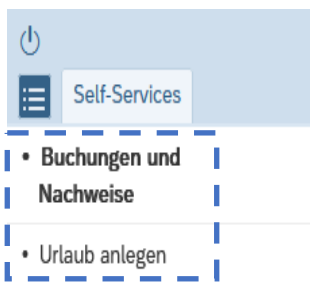 Self-Services
• Buchungen und
Nachweise
• Urlaub anlegen